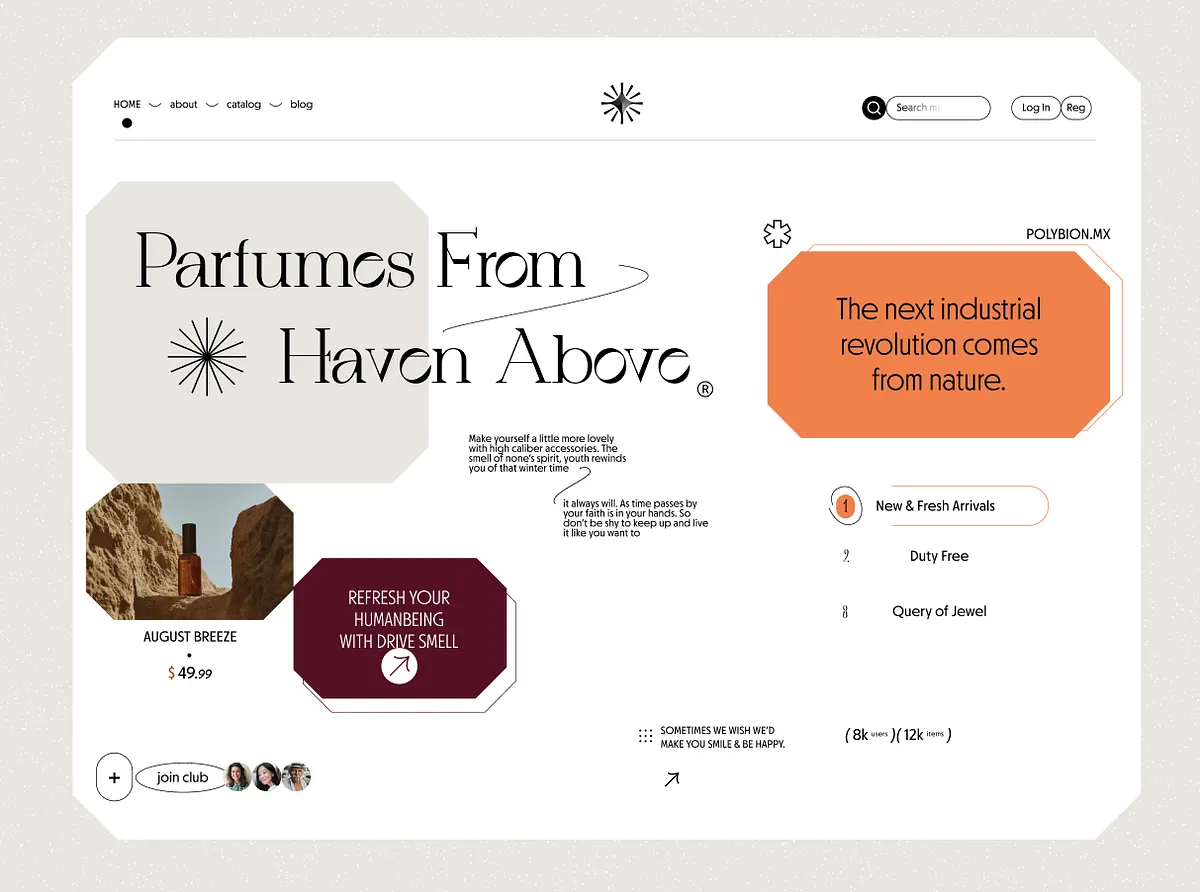 HOME about catalog blog
Search me
Log In Reg
Parfumes From
Haven Above®
POLYBION.MX
The next industrial
revolution comes
from nature.
Make yourself a little more lovely
with high caliber accessories. The
smell of none's spirit, youth rewinds
you of that winter time
it always will. As time passes by
your faith is in your hands. So
don't be shy to keep up and live
it like you want to
1 New & Fresh Arrivals
2 Duty Free
8 Query of Jewel
AUGUST BREEZE
$ 49.99
REFRESH YOUR
HUMANBEING
WITH DRIVE SMELL
SOMETIMES WE WISH WE'D
MAKE YOU SMILE & BE HAPPY.
(8k users)(12k items)
+ join club